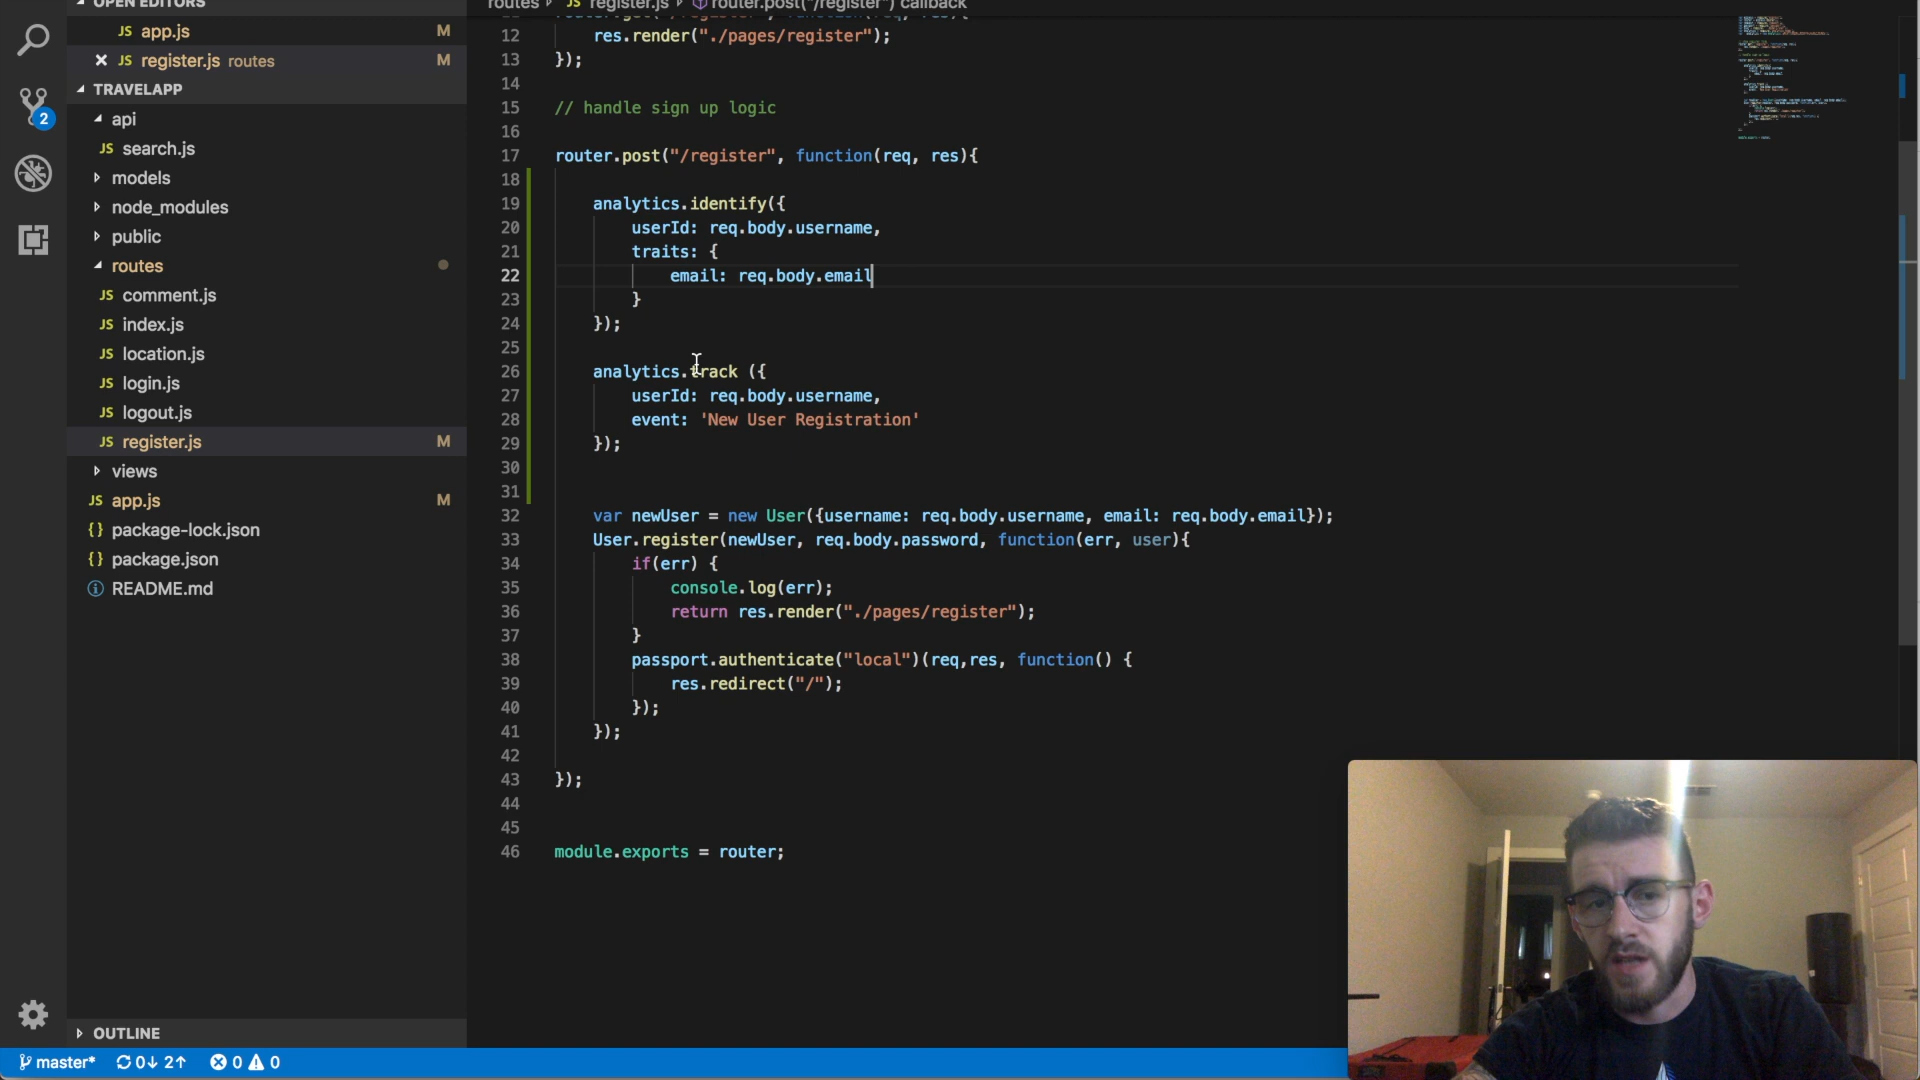 OPEN EDITORS
JS app.js M
JS register.js routes M
TRAVELAPP
api
JS search.js
models
node_modules
public
routes
JS comment.js
JS index.js
JS location.js
JS login.js
JS logout.js
JS register.js M
views
JS app.js M
{} package-lock.json
{} package.json
README.md
OUTLINE
2
routes JS register.js router.post("/register") callback
12 res.render("./pages/register");
13 });
14
15 // handle sign up logic
16
17 router.post("/register", function(req, res){
18
19 analytics.identify({
20 userId: req.body.username,
21 traits: {
22 email: req.body.email
23 }
24 });
25
26 analytics.track ({
27 userId: req.body.username,
28 event: 'New User Registration'
29 });
30
31
32 var newUser = new User({username: req.body.username, email: req.body.email});
33 User.register(newUser, req.body.password, function(err, user){
34 if(err) {
35 console.log(err);
36 return res.render("./pages/register");
37 }
38 passport.authenticate("local")(req,res, function() {
39 res.redirect("/");
40 });
41 });
42
43 });
44
45
46 module.exports = router;
master* 0↓ 2↑ 0 0